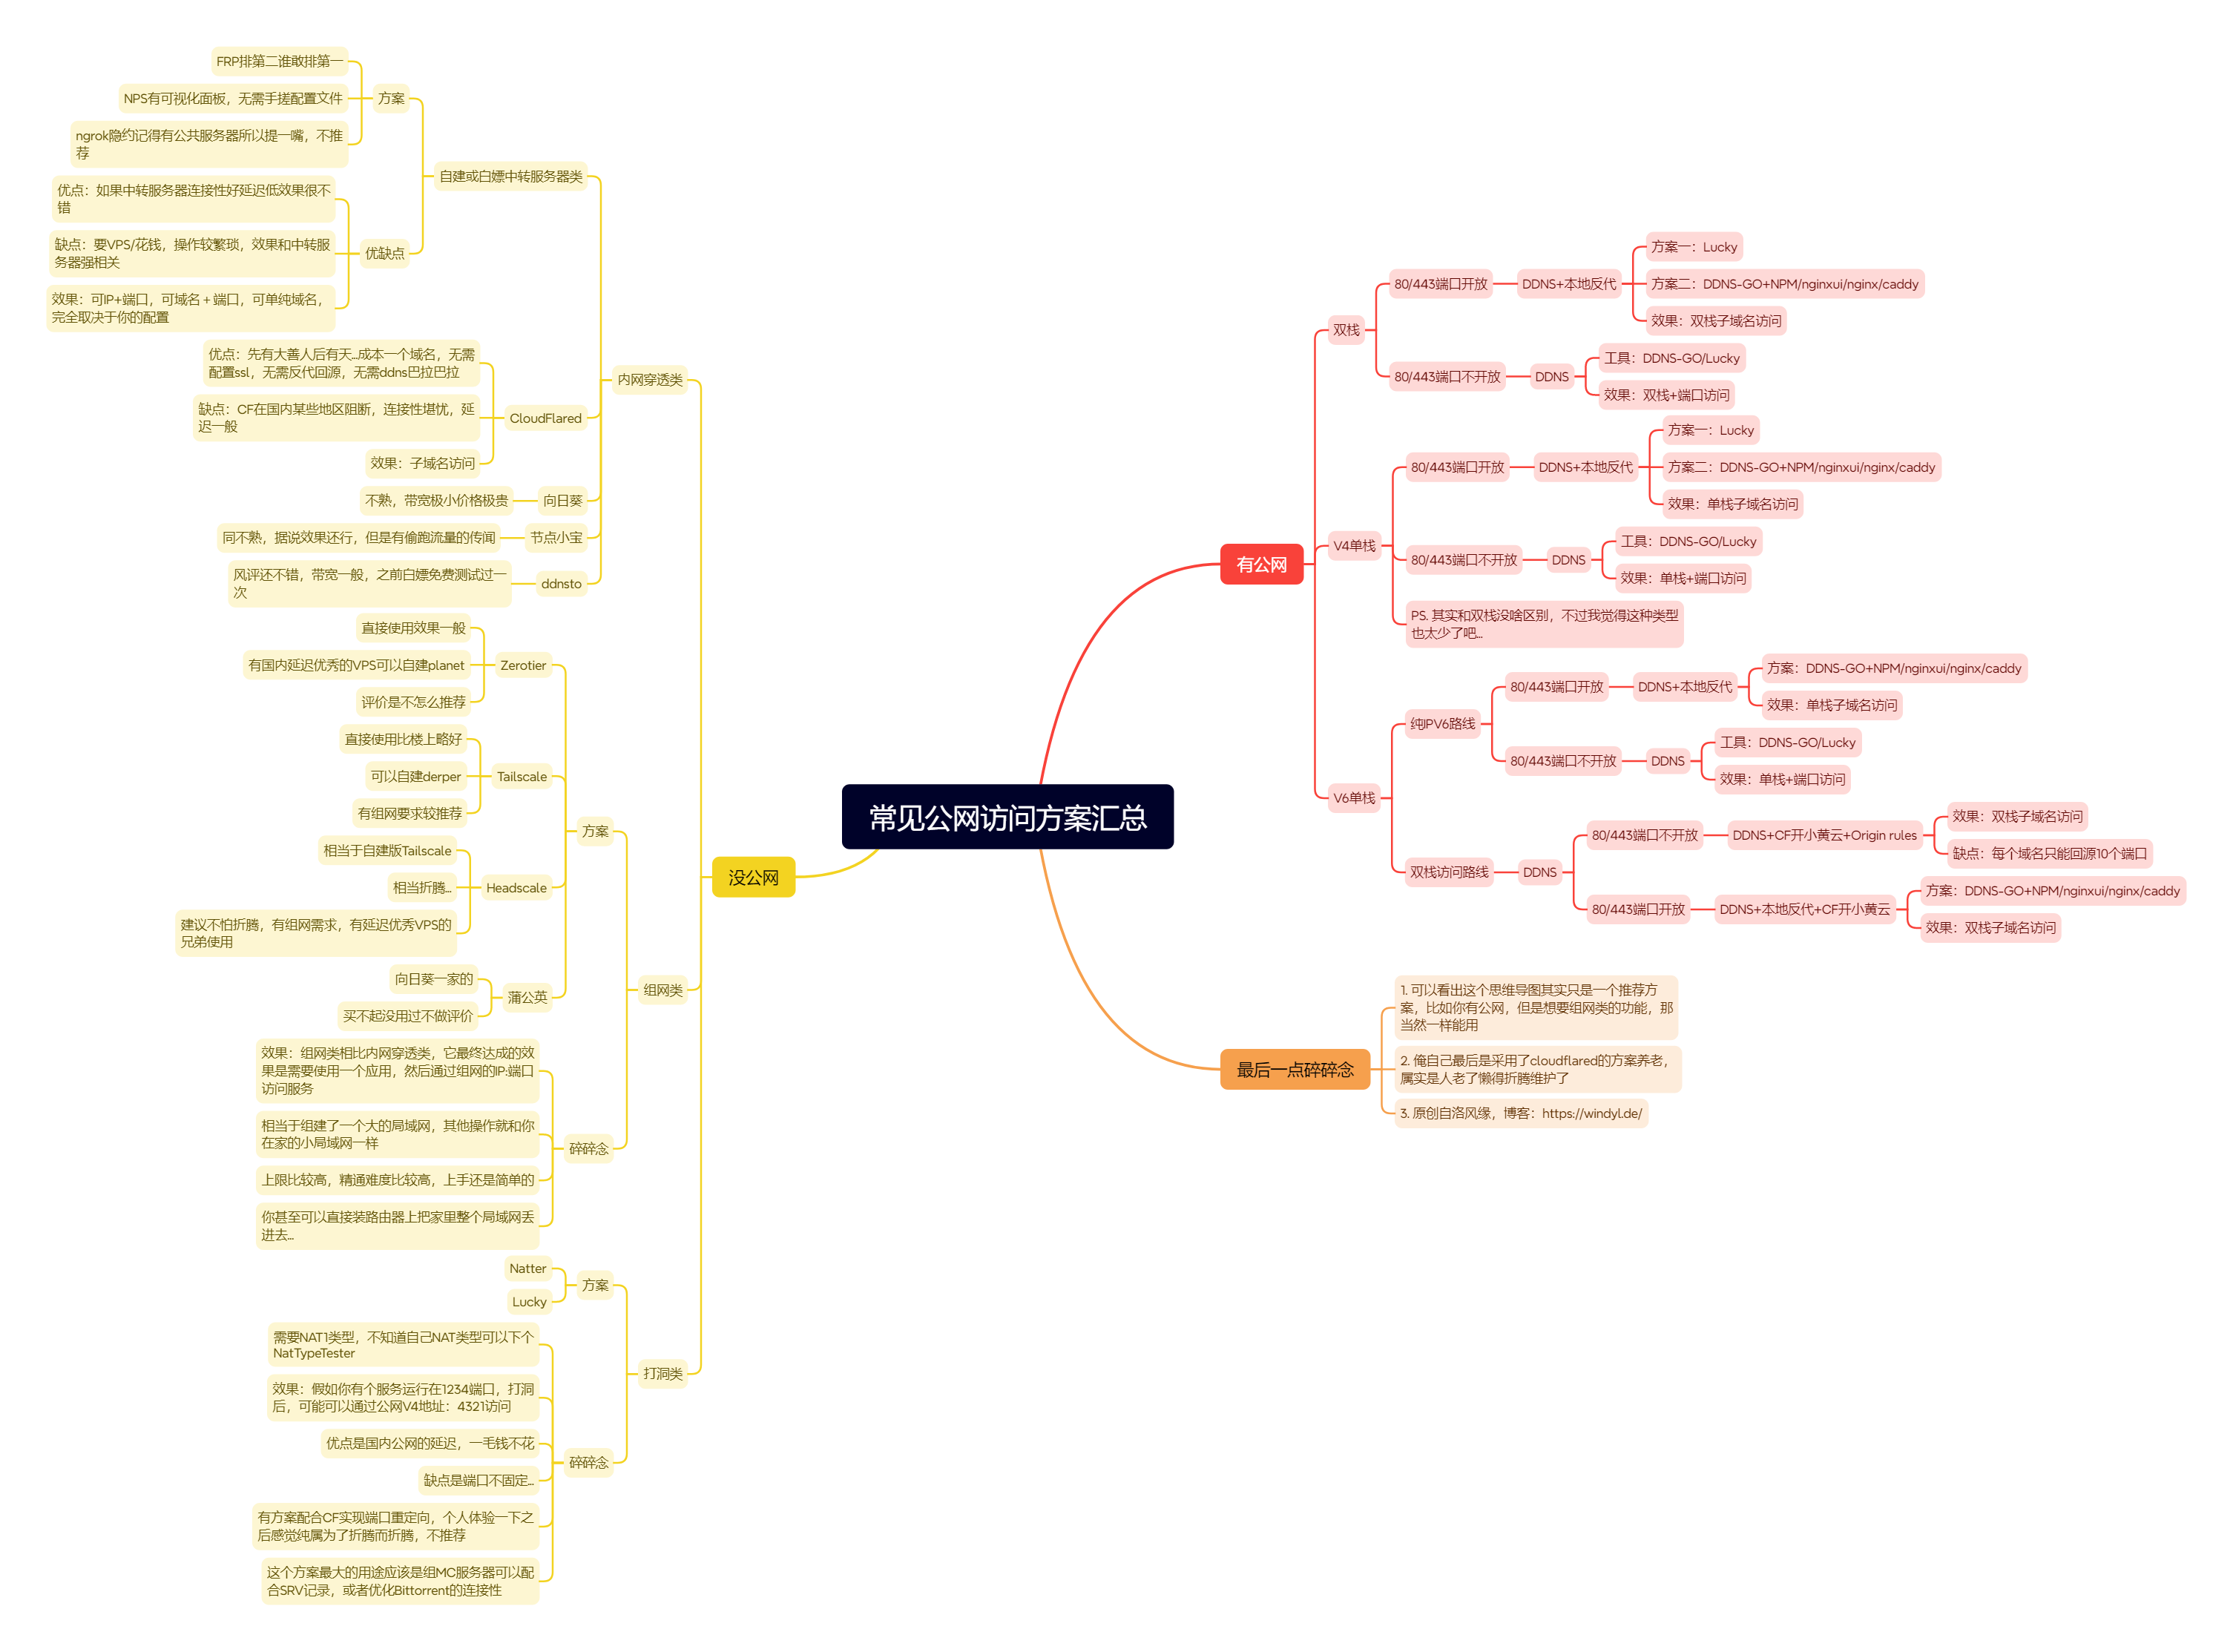 常见公网访问方案汇总
有公网
双栈
80/443端口开放
DDNS+本地反代
方案一：Lucky
方案二：DDNS-GO+NPM/nginxui/nginx/caddy
效果：双栈子域名访问
80/443端口不开放
DDNS
工具：DDNS-GO/Lucky
效果：双栈+端口访问
V4单栈
80/443端口开放
DDNS+本地反代
方案一：Lucky
方案二：DDNS-GO+NPM/nginxui/nginx/caddy
效果：单栈子域名访问
80/443端口不开放
DDNS
工具：DDNS-GO/Lucky
效果：单栈+端口访问
PS. 其实和双栈没啥区别，不过我觉得这种类型
也太少了吧...
V6单栈
纯IPV6路线
80/443端口开放
DDNS+本地反代
方案：DDNS-GO+NPM/nginxui/nginx/caddy
效果：单栈子域名访问
80/443端口不开放
DDNS
工具：DDNS-GO/Lucky
效果：单栈+端口访问
双栈访问路线
DDNS
80/443端口不开放
DDNS+CF开小黄云+Origin rules
效果：双栈子域名访问
缺点：每个域名只能回源10个端口
80/443端口开放
DDNS+本地反代+CF开小黄云
方案：DDNS-GO+NPM/nginxui/nginx/caddy
效果：双栈子域名访问
最后一点碎碎念
1. 可以看出这个思维导图其实只是一个推荐方
案，比如你有公网，但是想要组网类的功能，那
当然一样能用
2. 俺自己最后是采用了cloudflared的方案养老，
属实是人老了懒得折腾维护了
3. 原创自洛风缘，博客：https://windyl.de/
没公网
内网穿透类
自建或白嫖中转服务器类
方案
FRP排第二谁敢排第一
NPS有可视化面板，无需手搓配置文件
ngrok隐约记得有公共服务器所以提一嘴，不推
荐
优缺点
优点：如果中转服务器连接性好延迟低效果很不
错
缺点：要VPS/花钱，操作较繁琐，效果和中转服
务器强相关
效果：可IP+端口，可域名 + 端口，可单纯域名，
完全取决于你的配置
CloudFlared
优点：先有大善人后有天...成本一个域名，无需
配置ssl，无需反代回源，无需ddns巴拉巴拉
缺点：CF在国内某些地区阻断，连接性堪忧，延
迟一般
效果：子域名访问
向日葵
不熟，带宽极小价格极贵
节点小宝
同不熟，据说效果还行，但是有偷跑流量的传闻
ddnsto
风评还不错，带宽一般，之前白嫖免费测试过一
次
组网类
方案
Zerotier
直接使用效果一般
有国内延迟优秀的VPS可以自建planet
评价是不怎么推荐
Tailscale
直接使用比楼上略好
可以自建derper
有组网要求较推荐
Headscale
相当于自建版Tailscale
相当折腾...
建议不怕折腾，有组网需求，有延迟优秀VPS的
兄弟使用
蒲公英
向日葵一家的
买不起没用过不做评价
碎碎念
效果：组网类相比内网穿透类，它最终达成的效
果是需要使用一个应用，然后通过组网的IP:端口
访问服务
相当于组建了一个大的局域网，其他操作就和你
在家的小局域网一样
上限比较高，精通难度比较高，上手还是简单的
你甚至可以直接装路由器上把家里整个局域网丢
进去...
打洞类
方案
Natter
Lucky
碎碎念
需要NAT1类型，不知道自己NAT类型可以下个
NatTypeTester
效果：假如你有个服务运行在1234端口，打洞
后，可能可以通过公网V4地址：4321访问
优点是国内公网的延迟，一毛钱不花
缺点是端口不固定...
有方案配合CF实现端口重定向，个人体验一下之
后感觉纯属为了折腾而折腾，不推荐
这个方案最大的用途应该是组MC服务器可以配
合SRV记录，或者优化Bittorrent的连接性